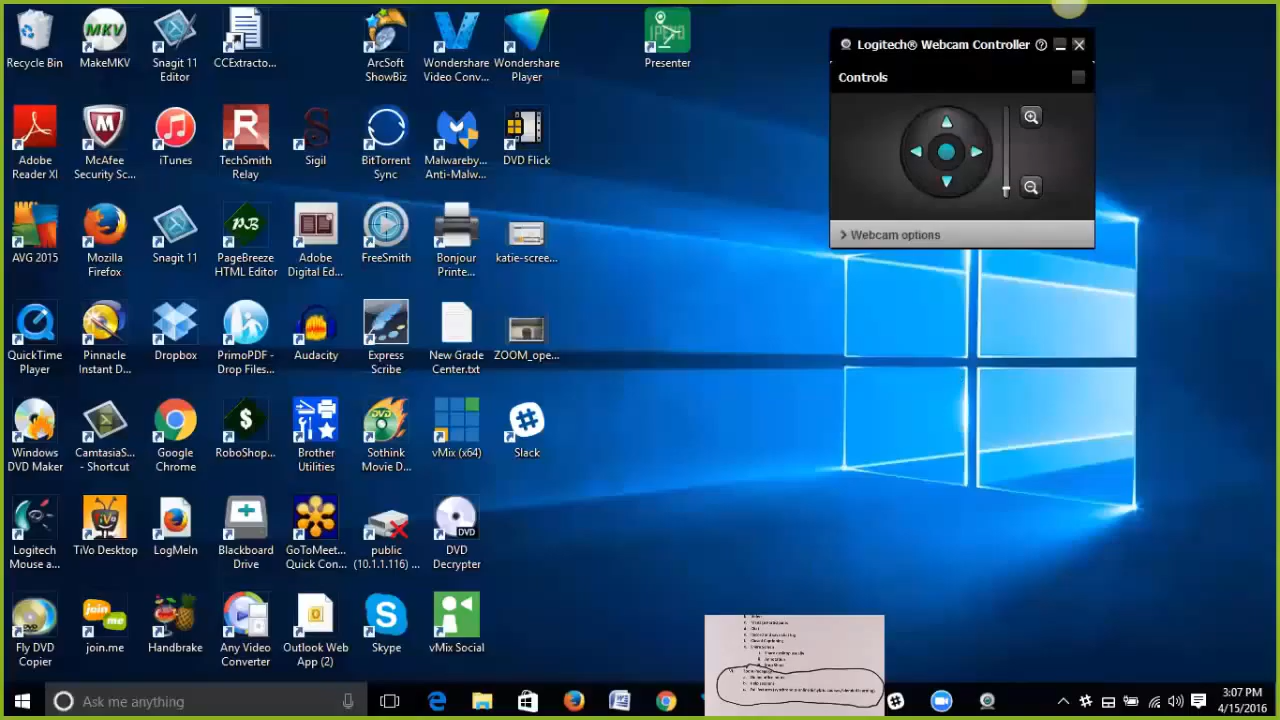 Recycle Bin
MakeMKV
Snagit 11
Editor
CCExtracto...
ArcSoft
ShowBiz
Wondershare
Video Conv...
Wondershare
Player
Presenter
Adobe
Reader XI
McAfee
Security Sc...
iTunes
TechSmith
Relay
Sigil
BitTorrent
Sync
Malwareby...
Anti-Malw...
DVD Flick
AVG 2015
Mozilla
Firefox
Snagit 11
PageBreeze
HTML Editor
Adobe
Digital Ed...
FreeSmith
Bonjour
Printe...
katie-scree...
QuickTime
Player
Pinnacle
Instant D...
Dropbox
PrimoPDF -
Drop Files...
Audacity
Express
Scribe
New Grade
Center.txt
ZOOM_ope...
Windows
DVD Maker
CamtasiaS...
- Shortcut
Google
Chrome
RoboShop...
Brother
Utilities
Sothink
Movie D...
vMix (x64)
Slack
Logitech
Mouse a...
TiVo Desktop
LogMeIn
Blackboard
Drive
GoToMeet...
Quick Con...
public
(10.1.1.116) ...
DVD
Decrypter
Fly DVD
Copier
join.me
Handbrake
Any Video
Converter
Outlook Web
App (2)
Skype
vMix Social
Logitech® Webcam Controller
Controls
Webcam options
Ask me anything
3:07 PM
4/15/2016